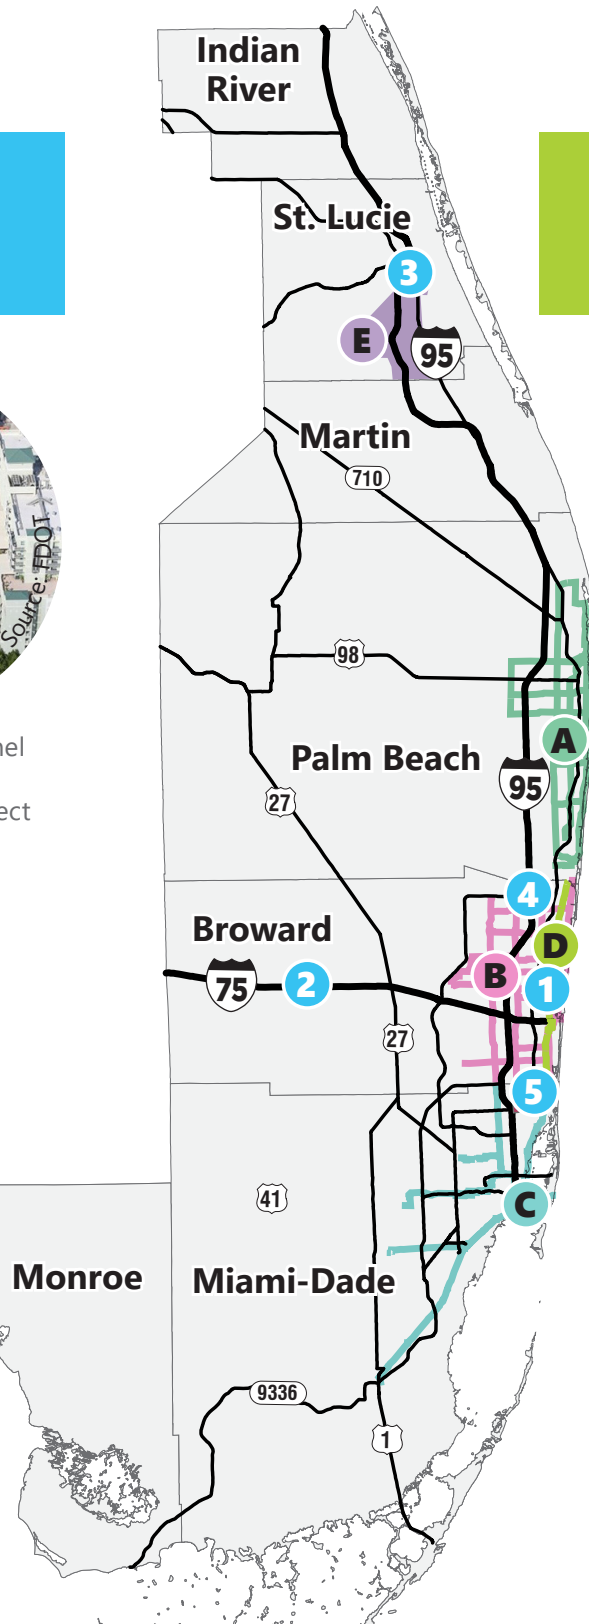 Indian
River
St. Lucie
3
E
95
Martin
710
Source: FDOT
98
A
nel
Palm Beach
95
27
ect
4
Broward
D
B
75
2
1
27
5
41
C
Monroe
Miami-Dade
9336
1